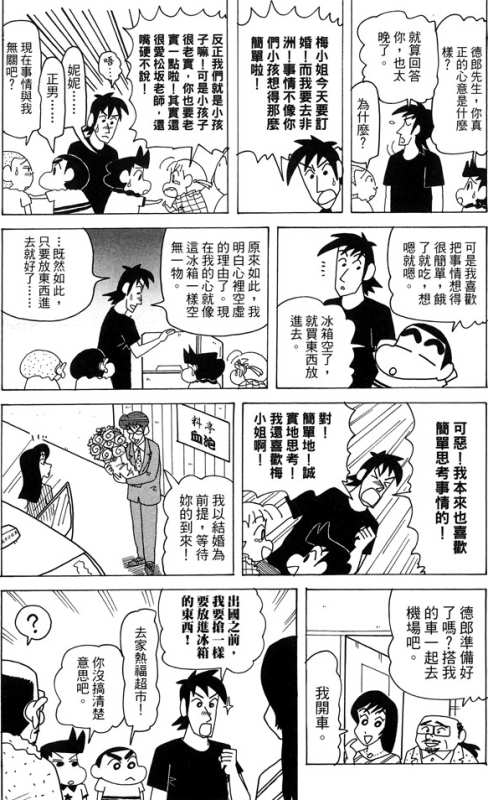 德郎先生，你真
正的心意是什麼
樣？
就算回答
你，也太
晚了。
為什麼？
梅小姐今天要訂
婚！而我要去非
洲！事情不像你
們小孩想得那麼
簡單啦！
反正我們就是小孩
子嘛！可是小孩子
很老實，你也要老
實一點啦！其實還
很愛松坂老師，還
嘴硬不說！
唔…
妮妮…
正男…
現在事情與我
無關吧？
可是我喜歡
把事情想得
很簡單，餓
了就吃，想
嗯就嗯。
冰箱空了，
就買東西放
進去。
原來如此，我
明白心裡空虛
的理由了。現
在我的心就像
這冰箱一樣空
無一物。
…既然如此，
只要放東西進
去就好了……
可惡！我本來也喜歡
簡單思考事情的！
對！
簡單地！誠
實地思考！
我還喜歡梅
小姐啊！
料亭
血池
我以結婚為
前提，等待
妳的到來！
德郎準備好
了嗎？搭我
的車一起去
機場吧。
我開車。
出國之前，
我要搶一樣
要放進冰箱
的東西！
去家熱福超市！
你沒搞清楚
意思吧。
？